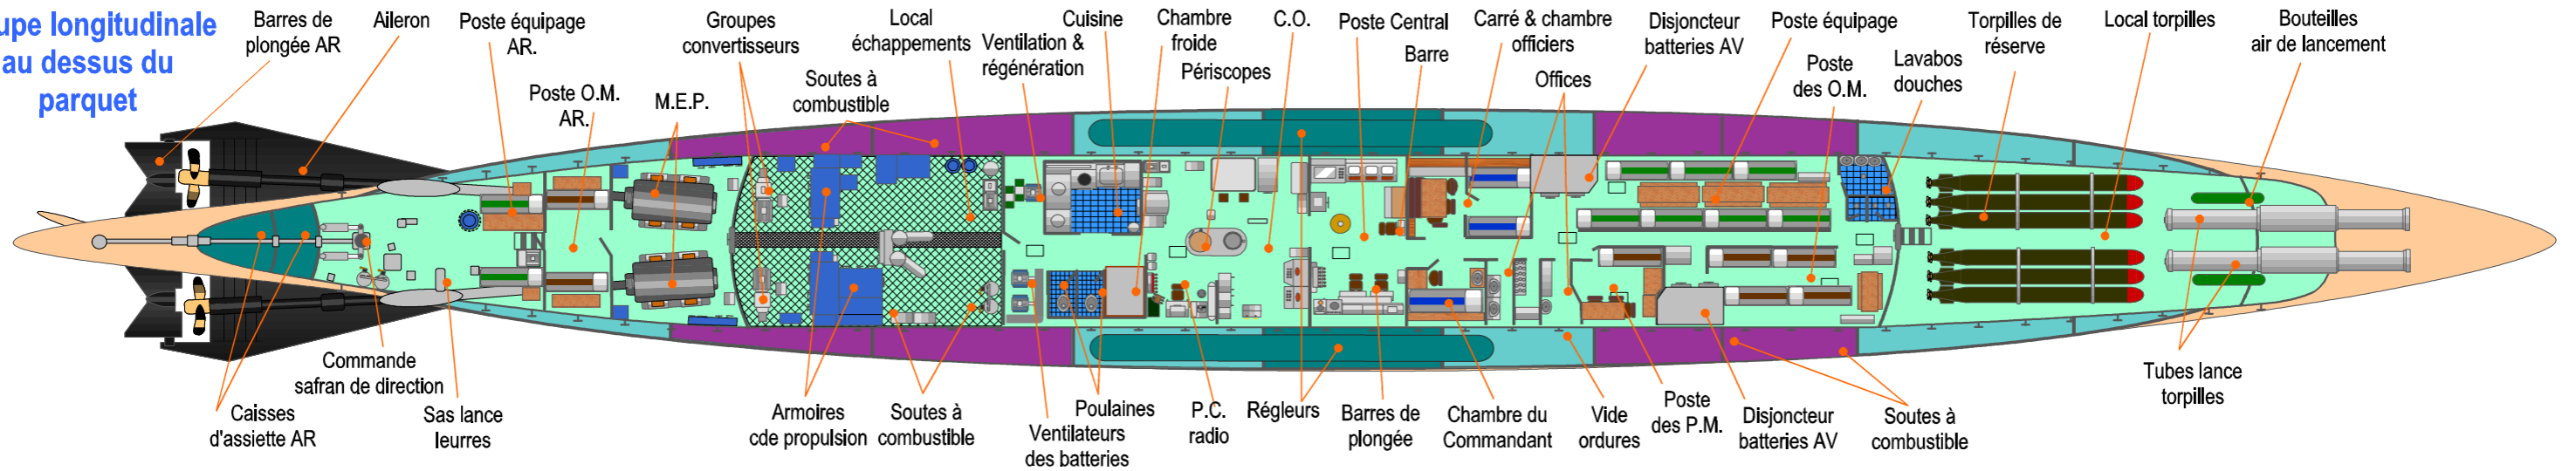 upe longitudinale
au dessus du
parquet
Barres de
plongée AR
Aileron
Poste équipage
AR.
Poste O.M.
AR.
M.E.P.
Groupes
convertisseurs
Soutes à
combustible
Local
échappements
Ventilation &
régénération
Cuisine
Chambre
froide
Périscopes
C.O.
Poste Central
Barre
Carré & chambre
officiers
Offices
Disjoncteur
batteries AV
Poste équipage
Poste
des O.M.
Lavabos
douches
Torpilles de
réserve
Local torpilles
Bouteilles
air de lancement
Caisses
d'assiette AR
Commande
safran de direction
Sas lance
leurres
Armoires
cde propulsion
Soutes à
combustible
Ventilateurs
des batteries
Poulaines
P.C.
radio
Régleurs
Barres de
plongée
Chambre du
Commandant
Vide
ordures
Poste
des P.M.
Disjoncteur
batteries AV
Soutes à
combustible
Tubes lance
torpilles